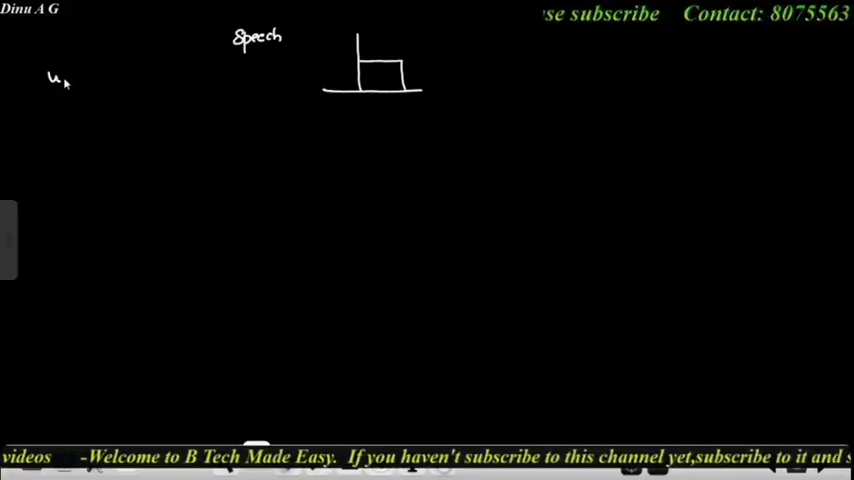 Dinu A G
se subscribe Contact: 8075563
Speech
u
videos -Welcome to B Tech Made Easy. If you haven't subscribe to this channel yet,subscribe to it and s